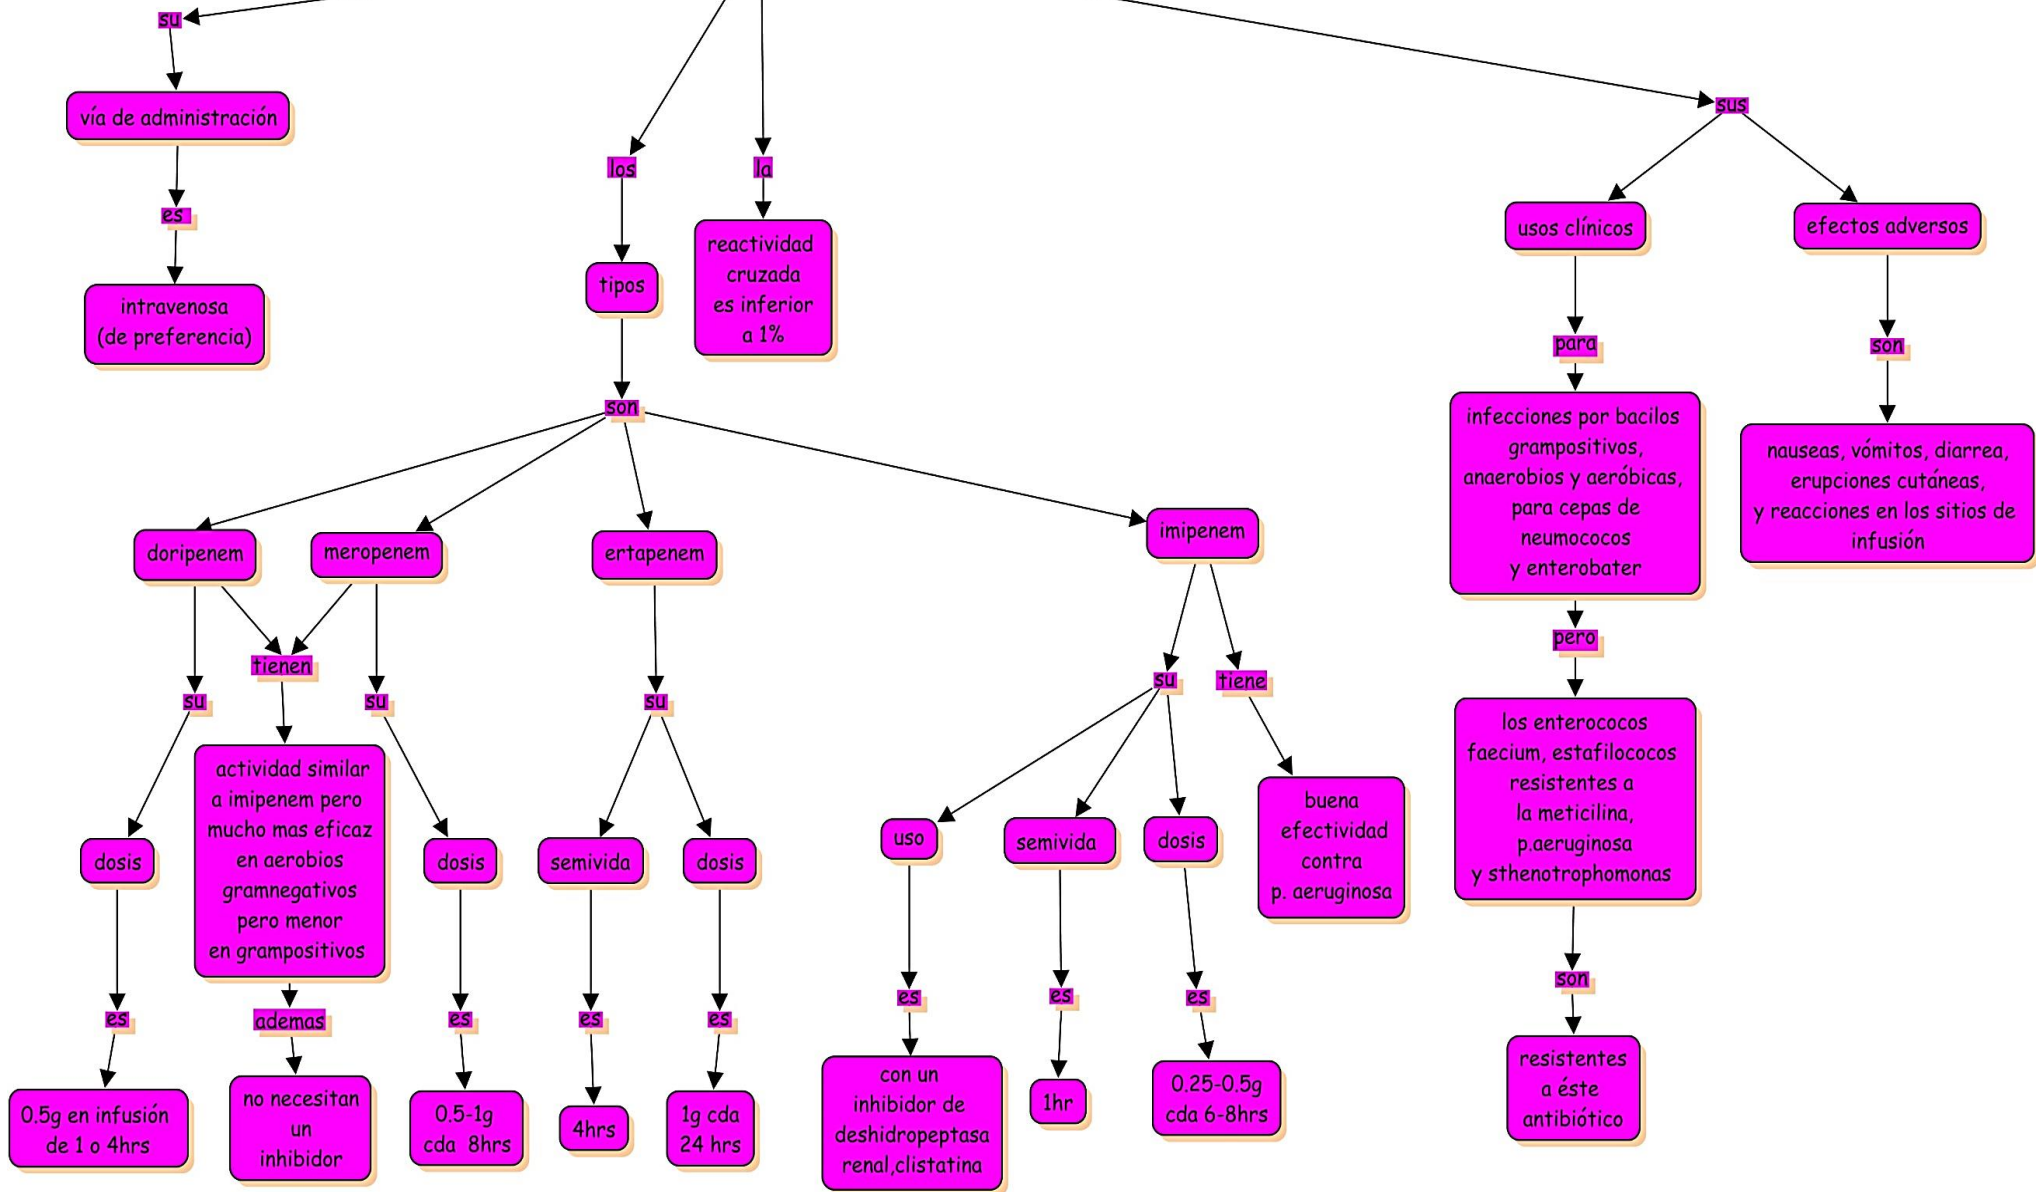 su
vía de administración
es
intravenosa
(de preferencia)
los
tipos
son
la
reactividad
cruzada
es inferior
a 1%
doripenem
su
dosis
es
0.5g en infusión
de 1 o 4hrs
meropenem
tienen
actividad similar
a imipenem pero
mucho mas eficaz
en aerobios
gramnegativos
pero menor
en grampositivos
ademas
no necesitan
un
inhibidor
su
dosis
es
0.5-1g
cda 8hrs
ertapenem
su
semivida
es
4hrs
dosis
es
1g cda
24 hrs
imipenem
su
uso
es
con un
inhibidor de
deshidropeptasa
renal,clistatina
semivida
es
1hr
dosis
es
0.25-0.5g
cda 6-8hrs
tiene
buena
efectividad
contra
p. aeruginosa
sus
usos clínicos
para
infecciones por bacilos
grampositivos,
anaerobios y aeróbicas,
para cepas de
neumococos
y enterobater
pero
los enterococos
faecium, estafilococos
resistentes a
la meticilina,
p.aeruginosa
y sthenotrophomonas
son
resistentes
a éste
antibiótico
efectos adversos
son
nauseas, vómitos, diarrea,
erupciones cutáneas,
y reacciones en los sitios de
infusión